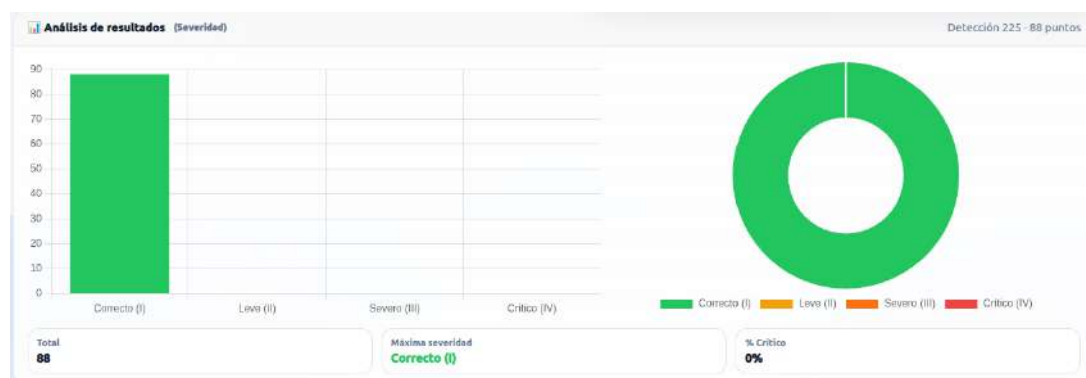 📊 Análisis de resultados (Severidad)
Detección 225 - 88 puntos
90
80
70
60
50
40
30
20
10
0
Correcto (I) Leve (II) Severo (III) Crítico (IV)
Correcto (I) Leve (II) Severo (III) Crítico (IV)
Total
88
Máxima severidad
Correcto (I)
% Crítico
0%